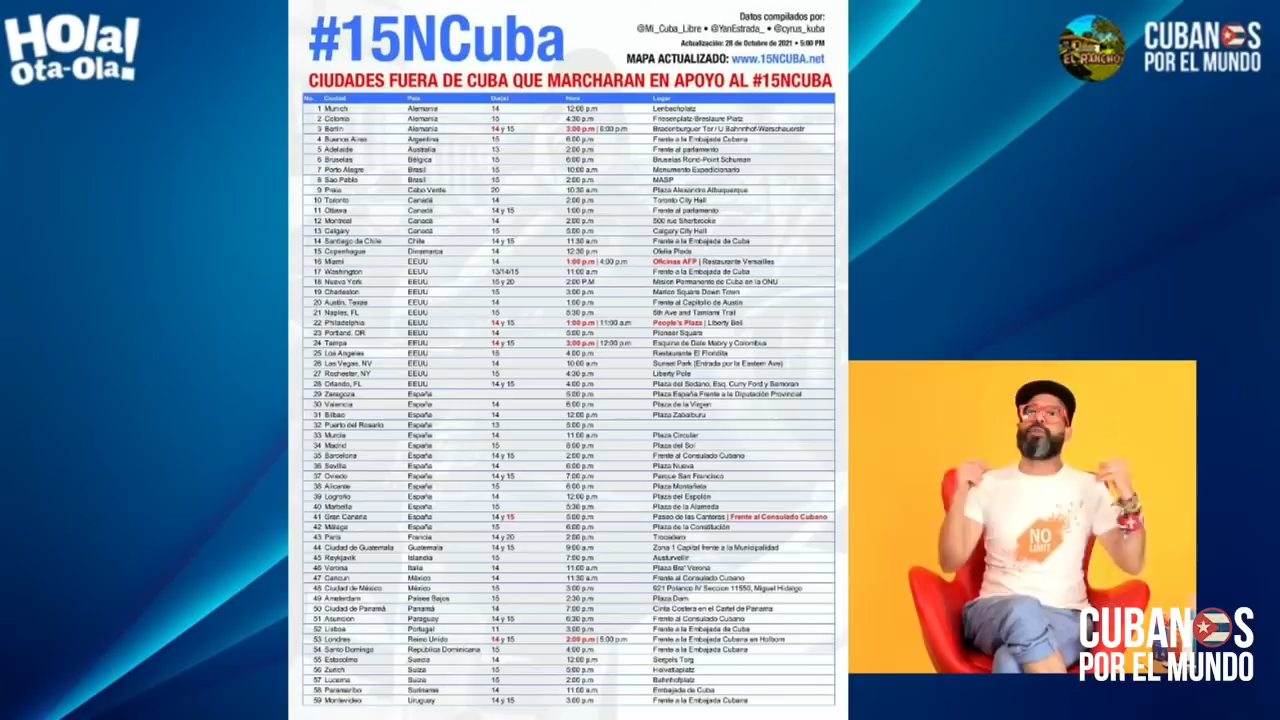 HOla!
Ota-Ola!
#15NCuba
Datos compilados por:
@Mi_Cuba_Libre • @YanEstrada_ • @cyrus_kuba
Actualización: 28 de Octubre de 2021 • 5:00 PM
MAPA ACTUALIZADO: www.15NCUBA.net
CIUDADES FUERA DE CUBA QUE MARCHARAN EN APOYO AL #15NCUBA
No. Ciudad País Día(s) Hora Lugar
1 Munich Alemania 14 12:00 p.m Lenbachplatz
2 Colonia Alemania 15 4:30 p.m Friesenplatz-Breslaure Platz
3 Berlin Alemania 14 y 15 3:00 p.m | 6:00 p.m Bradenburguer Tor / U Bahnnhof-Warschauerstr
4 Buenos Aires Argentina 15 6:00 p.m Frente a la Embajada Cubana
5 Adelaide Australia 13 2:00 p.m Frente al parlamento
6 Bruselas Bélgica 15 6:00 p.m Bruselas Rond-Point Schuman
7 Porto Alegre Brasil 15 10:00 a.m Monumento Expedicionario
8 Sao Pablo Brasil 15 2:00 p.m MASP
9 Praia Cabo Verde 20 10:30 a.m Plaza Alexandro Albuquerque
10 Toronto Canadá 14 2:00 p.m Toronto City Hall
11 Ottawa Canadá 14 y 15 1:00 p.m Frente al parlamento
12 Montreal Canadá 14 2:00 p.m 500 rue Sherbrooke
13 Calgary Canadá 15 5:00 p.m Calgary City Hall
14 Santiago de Chile Chile 14 y 15 11:30 a.m Frente a la Embajada de Cuba
15 Copenhague Dinamarca 14 12:30 p.m Ofelia Plads
16 Miami EEUU 14 1:00 p.m | 4:00 p.m Oficinas AFP | Restaurante Versailles
17 Washington EEUU 13/14/15 11:00 a.m Frente a la Embajada de Cuba
18 Nueva York EEUU 15 y 20 2:00 P.M Mision Permanente de Cuba en la ONU
19 Charleston EEUU 15 3:00 p.m Marion Square Down Town
20 Austin, Texas EEUU 14 1:00 p.m Frente al Capitolio de Austin
21 Naples, FL EEUU 15 5:30 p.m 5th Ave and Tamiami Trail
22 Philadelphia EEUU 14 y 15 1:00 p.m | 11:00 a.m People's Plaza | Liberty Bell
23 Portland, OR EEUU 14 5:00 p.m Pioneer Square
24 Tampa EEUU 14 y 15 3:00 p.m | 12:00 p.m Esquina de Dale Mabry y Colombus
25 Los Angeles EEUU 15 4:00 p.m Restaurante El Floridita
26 Las Vegas, NV EEUU 14 10:00 a.m Sunset Park (Entrada por la Eastern Ave)
27 Rochester, NY EEUU 15 4:30 p.m Liberty Pole
28 Orlando, FL EEUU 14 y 15 4:00 p.m Plaza del Sedano, Esq. Curry Ford y Semoran
29 Zaragoza España 5:00 p.m Plaza España Frente a la Diputación Provincial
30 Valencia España 14 6:00 p.m Plaza de la Virgen
31 Bilbao España 14 12:00 p.m Plaza Zabalburu
32 Puerto del Rosario España 13 5:00 p.m
33 Murcia España 14 11:00 a.m Plaza Circular
34 Madrid España 15 8:00 p.m Plaza del Sol
35 Barcelona España 14 y 15 2:00 p.m Frente al Consulado Cubano
36 Sevilla España 14 6:00 p.m Plaza Nueva
37 Oviedo España 14 y 15 7:00 p.m Parque San Francisco
38 Alicante España 15 6:00 p.m Plaza Montañeta
39 Logroño España 14 12:00 p.m Plaza del Espolón
40 Marbella España 15 5:30 p.m Plaza de la Alameda
41 Gran Canaria España 14 y 15 5:00 p.m Paseo de las Canteras | Frente al Consulado Cubano
42 Málaga España 15 6:00 p.m Plaza de la Constitución
43 Paris Francia 14 y 20 2:00 p.m Trocadero
44 Ciudad de Guatemala Guatemala 14 y 15 9:00 a.m Zona 1 Capital frente a la Municipalidad
45 Reykjavik Islandia 15 7:00 p.m Austurvellir
46 Verona Italia 14 11:00 a.m Plaza Bra' Verona
47 Cancun México 14 11:30 a.m Frente al Consulado Cubano
48 Ciudad de México México 15 3:00 p.m 921 Polanco IV Seccion 11550, Miguel Hidalgo
49 Amsterdam Países Bajos 15 2:30 p.m Plaza Dam
50 Ciudad de Panamá Panamá 14 7:00 p.m Cinta Costera en el Cartel de Panama
51 Asuncion Paraguay 14 y 15 6:30 p.m Frente al Consulado Cubano
52 Lisboa Portugal 11 3:00 p.m Frente a la Embajada de Cuba
53 Londres Reino Unido 14 y 15 2:00 p.m | 5:00 p.m Frente a la Embajada Cubana en Holborn
54 Santo Domingo República Dominicana 15 4:00 p.m Frente a la Embajada Cubana
55 Estocolmo Suecia 14 12:00 p.m Sergels Torg
56 Zurich Suiza 15 5:00 p.m Helvetiaplatz
57 Lucerna Suiza 15 2:00 p.m Bahnhofplatz
58 Paramaribo Suriname 14 11:00 a.m Embajada de Cuba
59 Montevideo Uruguay 14 y 15 7:00 p.m Frente a la Embajada Cubana
EL RANCHO
CUBANOS
POR EL MUNDO
NO
LIMIT
CUBANOS
POR EL MUNDO